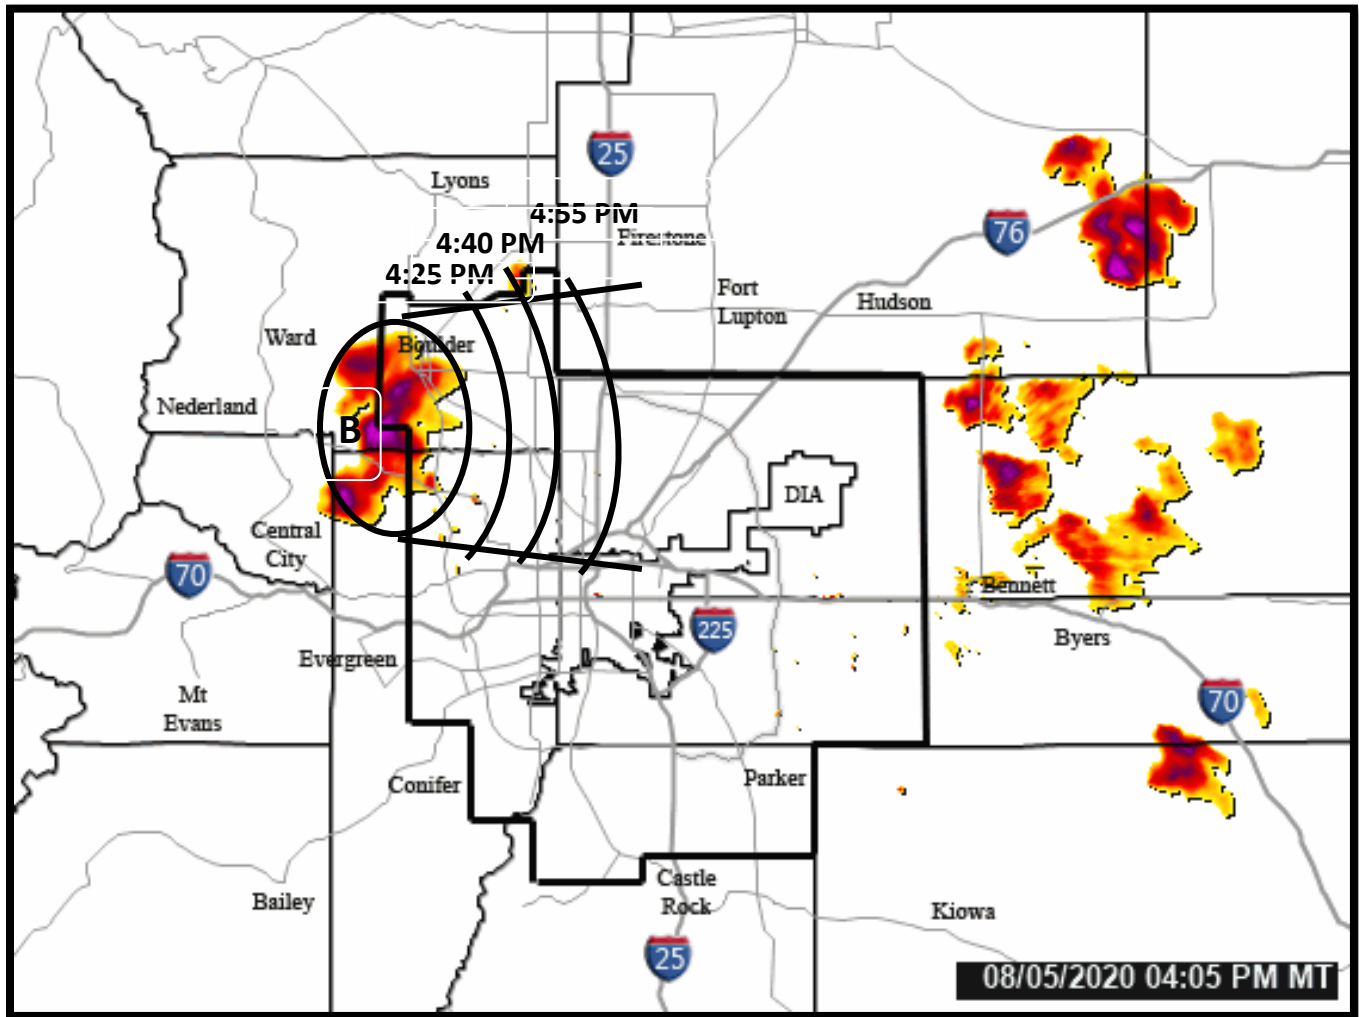 25
Lyons
4:55 PM
Firestone
76
4:40 PM
4:25 PM
Fort
Lupton
Hudson
Ward
Boulder
Nederland
B
DIA
Central
City
70
Bennett
225
Byers
Evergreen
Mt
Evans
70
Conifer
Parker
Castle
Rock
Bailey
Kiowa
25
08/05/2020 04:05 PM MT